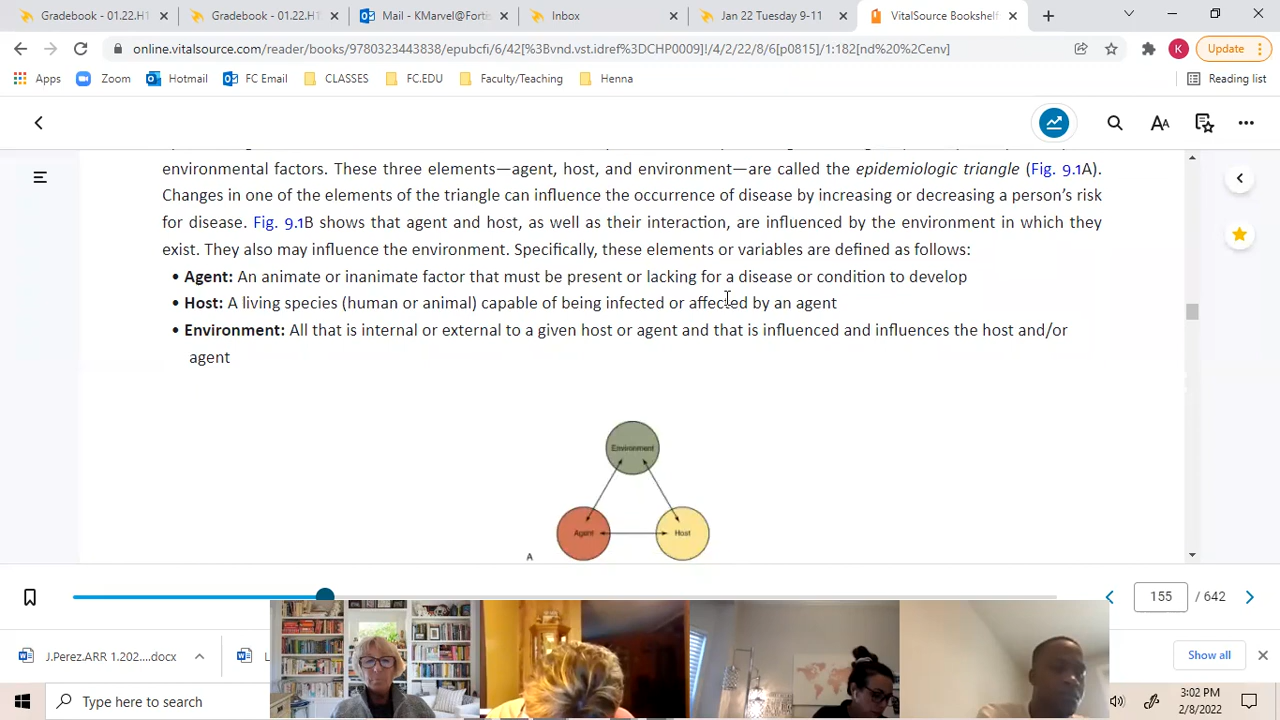 Gradebook - 01.22.H1
Gradebook - 01.22.H1
Mail - KMarvel@Fortis
Inbox
Jan 22 Tuesday 9-11
VitalSource Bookshelf
online.vitalsource.com/reader/books/9780323443838/epubcfi/6/42[%3Bvnd.vst.idref%3DCHP0009]!/4/2/22/8/6[p0815]/1:182[nd%20%2Cenv]
K
Update
Apps
Zoom
Hotmail
FC Email
CLASSES
FC.EDU
Faculty/Teaching
Henna
Reading list
environmental factors. These three elements—agent, host, and environment—are called the epidemiologic triangle (Fig. 9.1A).
Changes in one of the elements of the triangle can influence the occurrence of disease by increasing or decreasing a person's risk
for disease. Fig. 9.1B shows that agent and host, as well as their interaction, are influenced by the environment in which they
exist. They also may influence the environment. Specifically, these elements or variables are defined as follows:
• Agent: An animate or inanimate factor that must be present or lacking for a disease or condition to develop
• Host: A living species (human or animal) capable of being infected or affected by an agent
• Environment: All that is internal or external to a given host or agent and that is influenced and influences the host and/or
agent
Environment
Agent
Host
A
155 / 642
J.Perez.ARR 1.202....docx
L
Show all
Type here to search
3:02 PM
2/8/2022